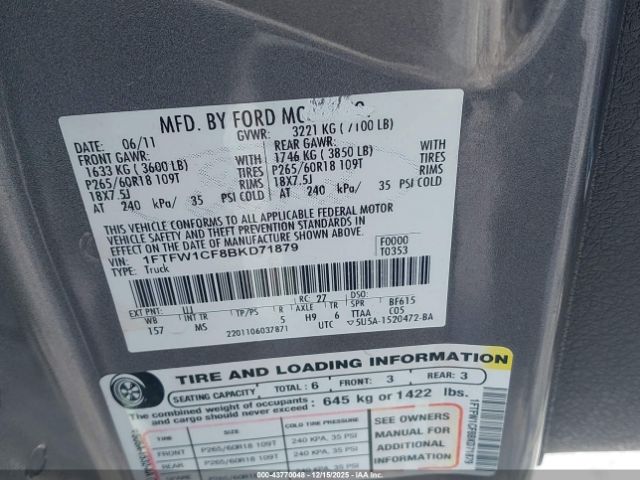 MFD. BY FORD MO
DATE: 06/11 GVWR: 3221 KG (7100 LB)
FRONT GAWR: REAR GAWR:
1633 KG (3600 LB) 1746 KG (3850 LB)
P265/60R18 109T TIRES P265/60R18 109T TIRES
18X7.5J RIMS 18X7.5J RIMS
AT 240 kPa/ 35 PSI COLD AT 240 kPa/ 35 PSI COLD
THIS VEHICLE CONFORMS TO ALL APPLICABLE FEDERAL MOTOR
VEHICLE SAFETY AND THEFT PREVENTION STANDARDS IN
EFFECT ON THE DATE OF MANUFACTURE SHOWN ABOVE.
VIN: 1FTFW1CF8BKD71879 F0000
TYPE: Truck T0353
EXT PNT: UJ RC: 27 DSO:
WB INT TR TP/PS R AXLE TR SPR BF615
157 MS 5 H9 6 TTAA C05
2201106037871 UTC 5U5A-1520472-BA
TIRE AND LOADING INFORMATION
SEATING CAPACITY TOTAL: 6 FRONT: 3 REAR: 3
The combined weight of occupants and cargo should never exceed: 645 kg or 1422 lbs.
TIRE SIZE COLD TIRE PRESSURE
FRONT P265/60R18 109T 240 KPA, 35 PSI
REAR P265/60R18 109T 240 KPA, 35 PSI
SEE OWNERS
MANUAL FOR
ADDITIONAL
INFORMATION
1FTFW1CF8BKD71879
© IAA - 43770048 - 12/15/2025 - IAAI.COM